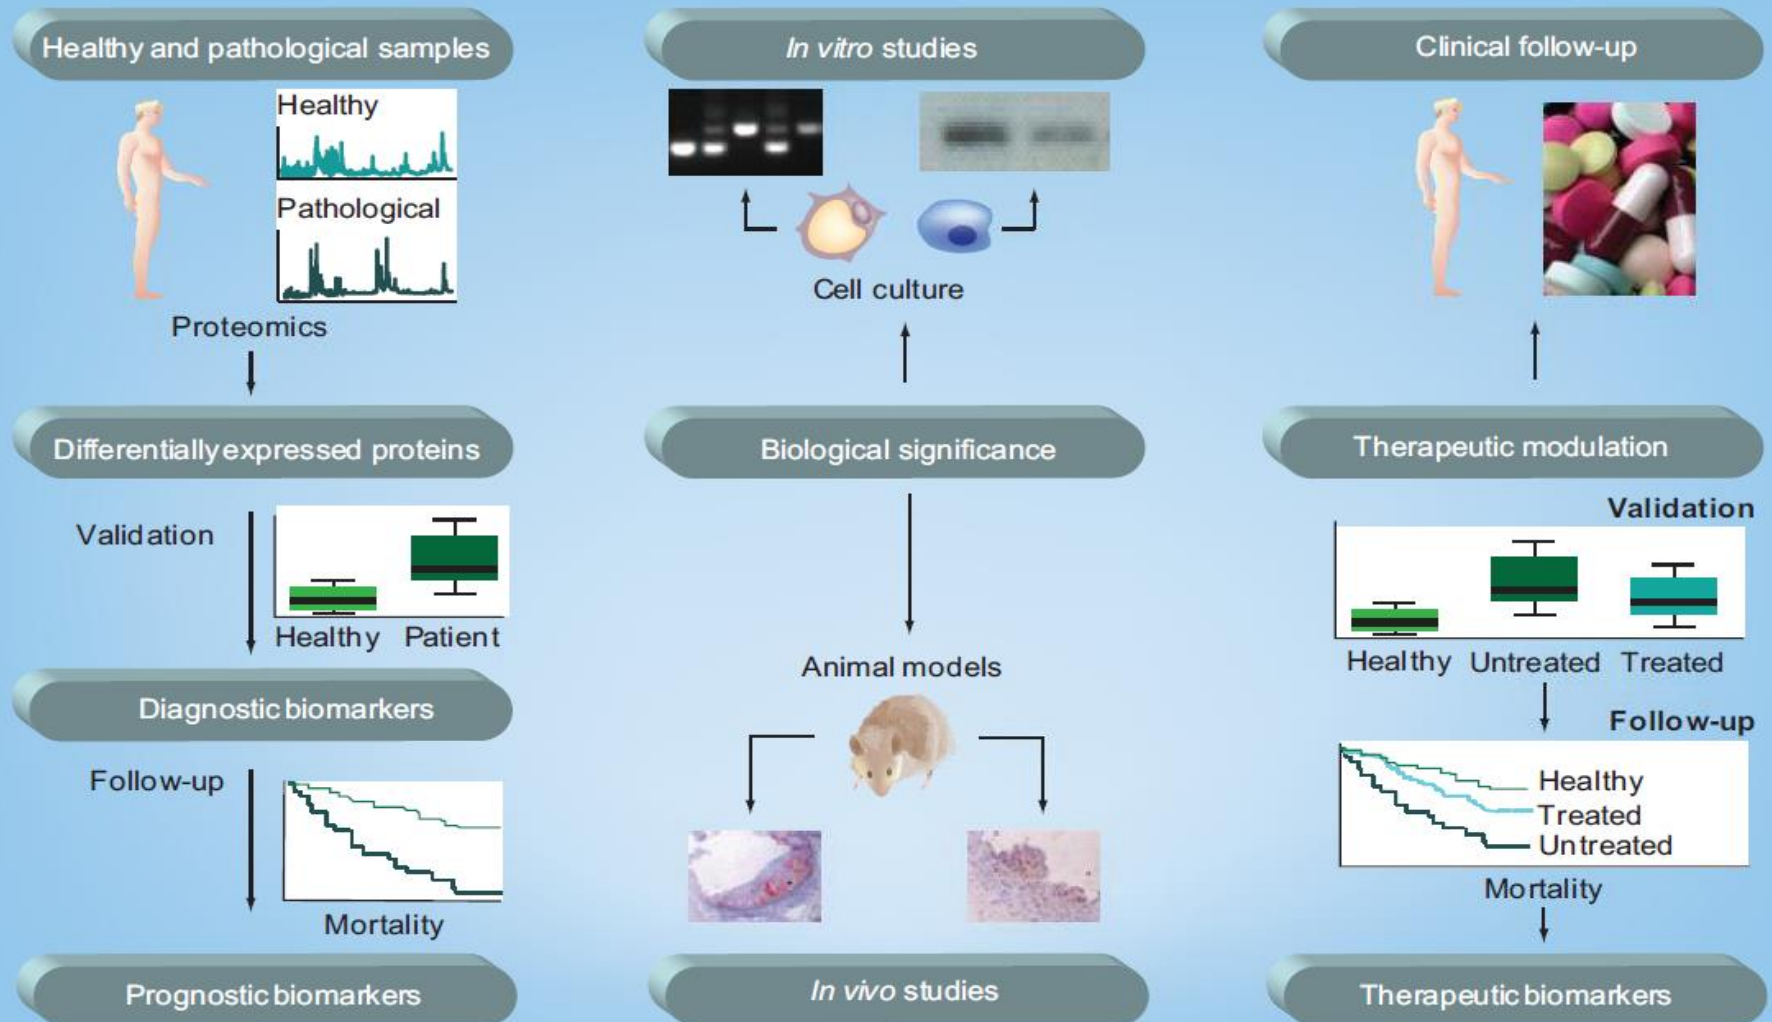 Healthy and pathological samples
Healthy
Pathological
Proteomics
Differentially expressed proteins
Validation
Healthy Patient
Diagnostic biomarkers
Follow-up
Mortality
Prognostic biomarkers
In vitro studies
Cell culture
Biological significance
Animal models
In vivo studies
Clinical follow-up
Therapeutic modulation
Validation
Healthy Untreated Treated
Follow-up
Healthy
Treated
Untreated
Mortality
Therapeutic biomarkers